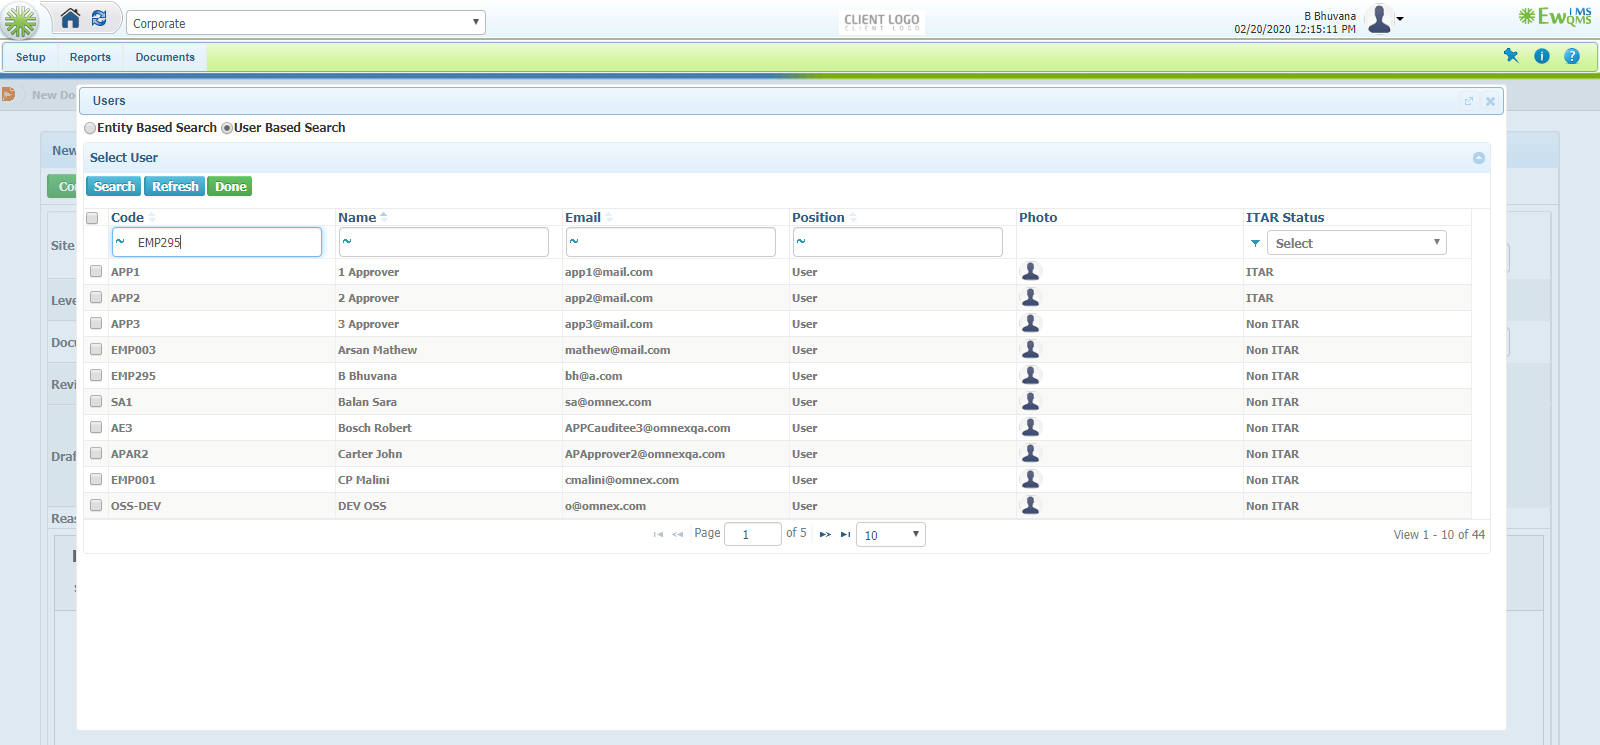 Corporate
CLIENT LOGO
CLIENT LOGO
B Bhuvana
02/20/2020 12:15:11 PM
EwIMS
QMS
Setup Reports Documents
New Do
Users
Entity Based Search User Based Search
New
Select User
Co
Search Refresh Done
Code Name Email Position Photo ITAR Status
Site
~ EMP295 ~ ~ ~ Select
APP1 1 Approver app1@mail.com User ITAR
Leve
APP2 2 Approver app2@mail.com User ITAR
APP3 3 Approver app3@mail.com User Non ITAR
Docu
EMP003 Arsan Mathew mathew@mail.com User Non ITAR
EMP295 B Bhuvana bh@a.com User Non ITAR
Revi
SA1 Balan Sara sa@omnex.com User Non ITAR
AE3 Bosch Robert APPCauditee3@omnexqa.com User Non ITAR
Draf
APAR2 Carter John APApprover2@omnexqa.com User Non ITAR
EMP001 CP Malini cmalini@omnex.com User Non ITAR
OSS-DEV DEV OSS o@omnex.com User Non ITAR
Reas
Page 1 of 5 10 View 1 - 10 of 44